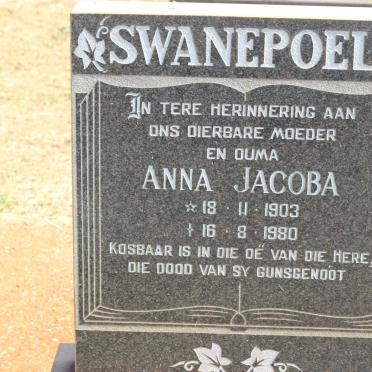 SWANEPOEL
IN TERE HERINNERING AAN
ONS DIERBARE MOEDER
EN OUMA
ANNA JACOBA
☆ 18 · 11 · 1903
† 16 · 8 · 1980
KOSBAAR IS IN DIE OË VAN DIE HERE,
DIE DOOD VAN SY GUNSGENOOT